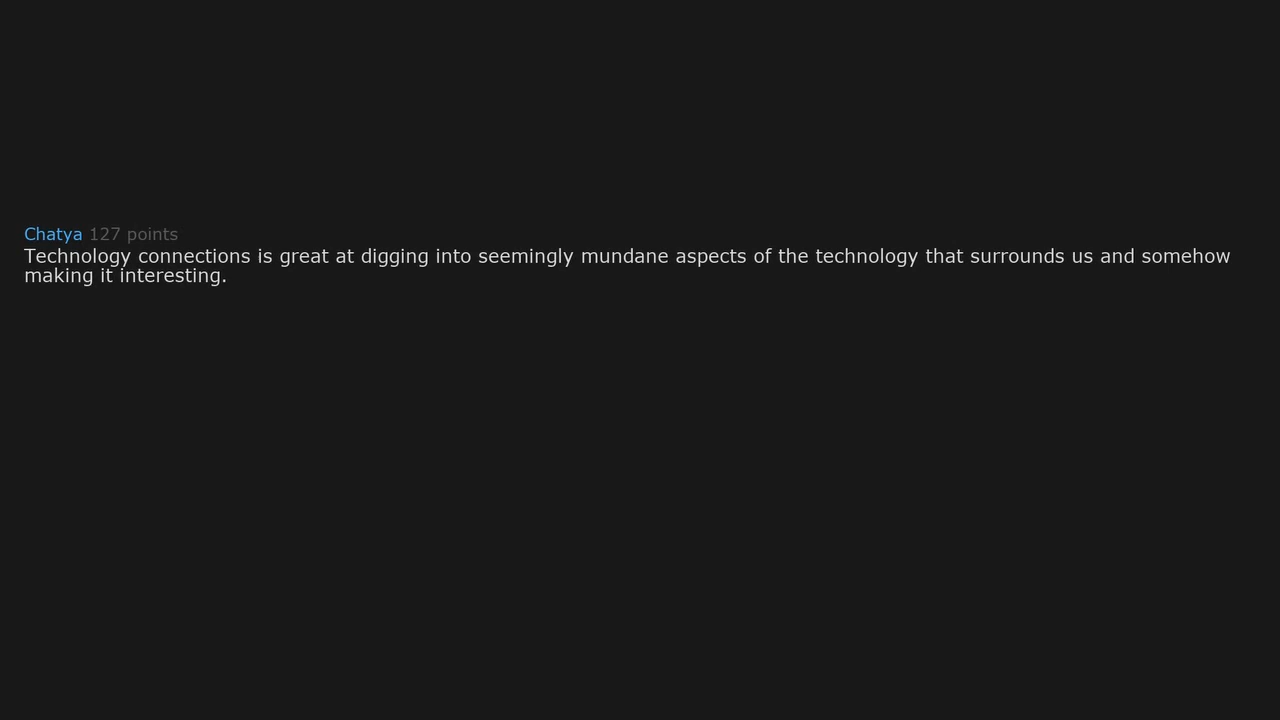 Chatya 127 points
Technology connections is great at digging into seemingly mundane aspects of the technology that surrounds us and somehow
making it interesting.